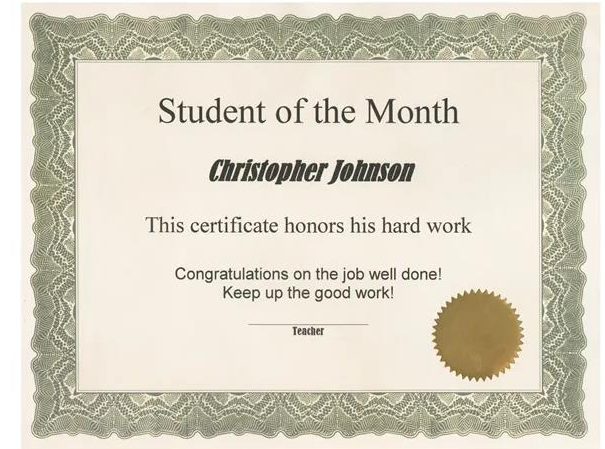 Student of the Month
Christopher Johnson
This certificate honors his hard work
Congratulations on the job well done!
Keep up the good work!
Teacher